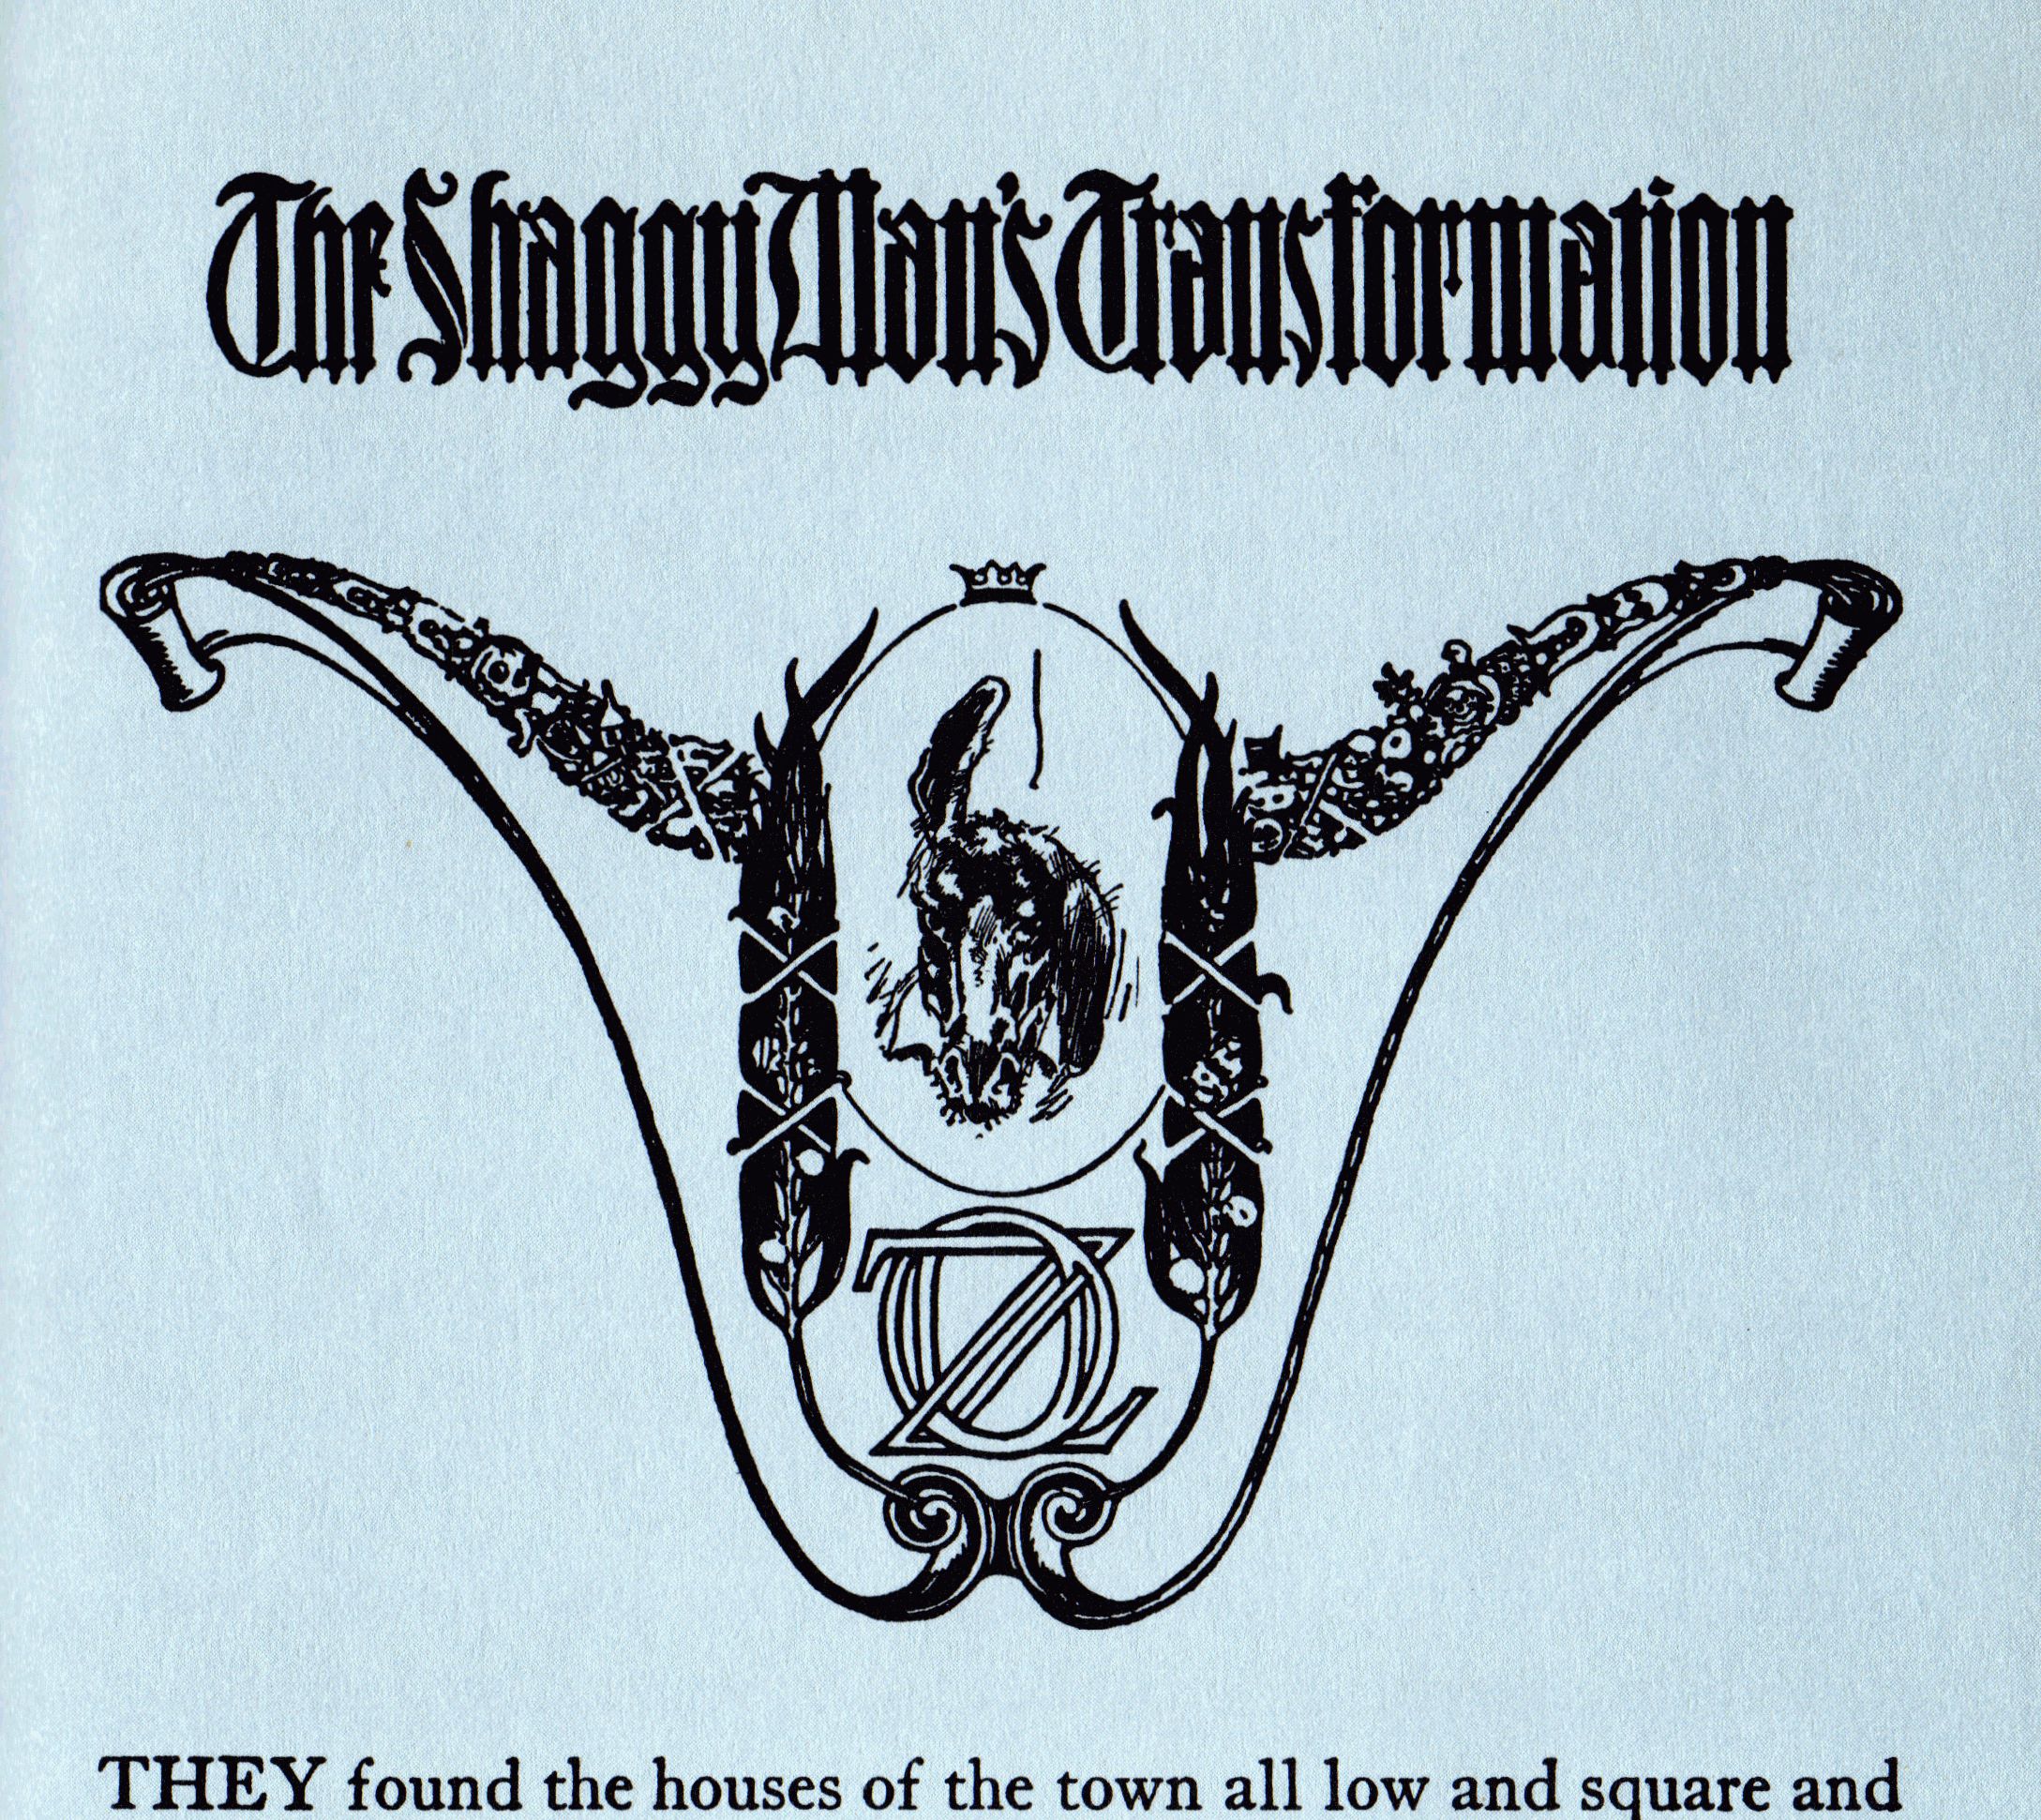 The Shaggy Man's Transformation
OZ
THEY found the houses of the town all low and square and